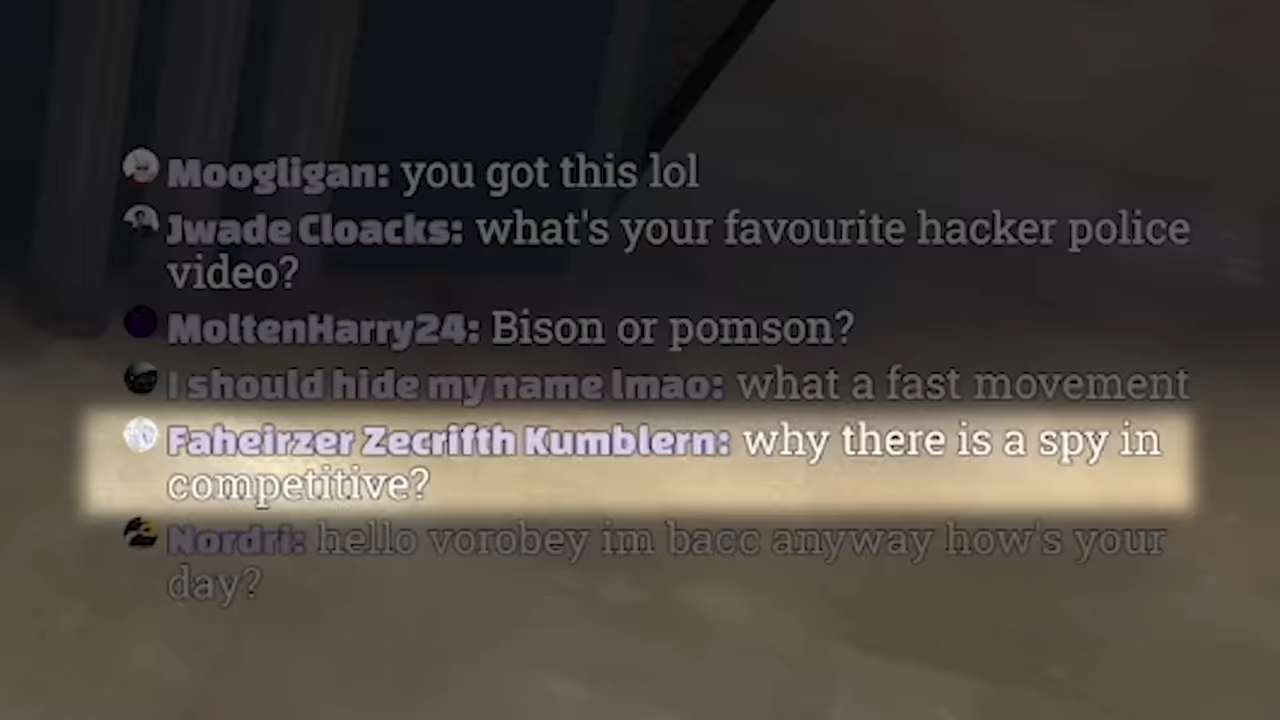 Moogligan: you got this lol
Jwade Cloacks: what's your favourite hacker police
video?
MoltenHarry24: Bison or pomson?
I should hide my name lmao: what a fast movement
Faheirzer Zecrifth Kumblern: why there is a spy in
competitive?
Nordri: hello vorobey im bacc anyway how's your
day?